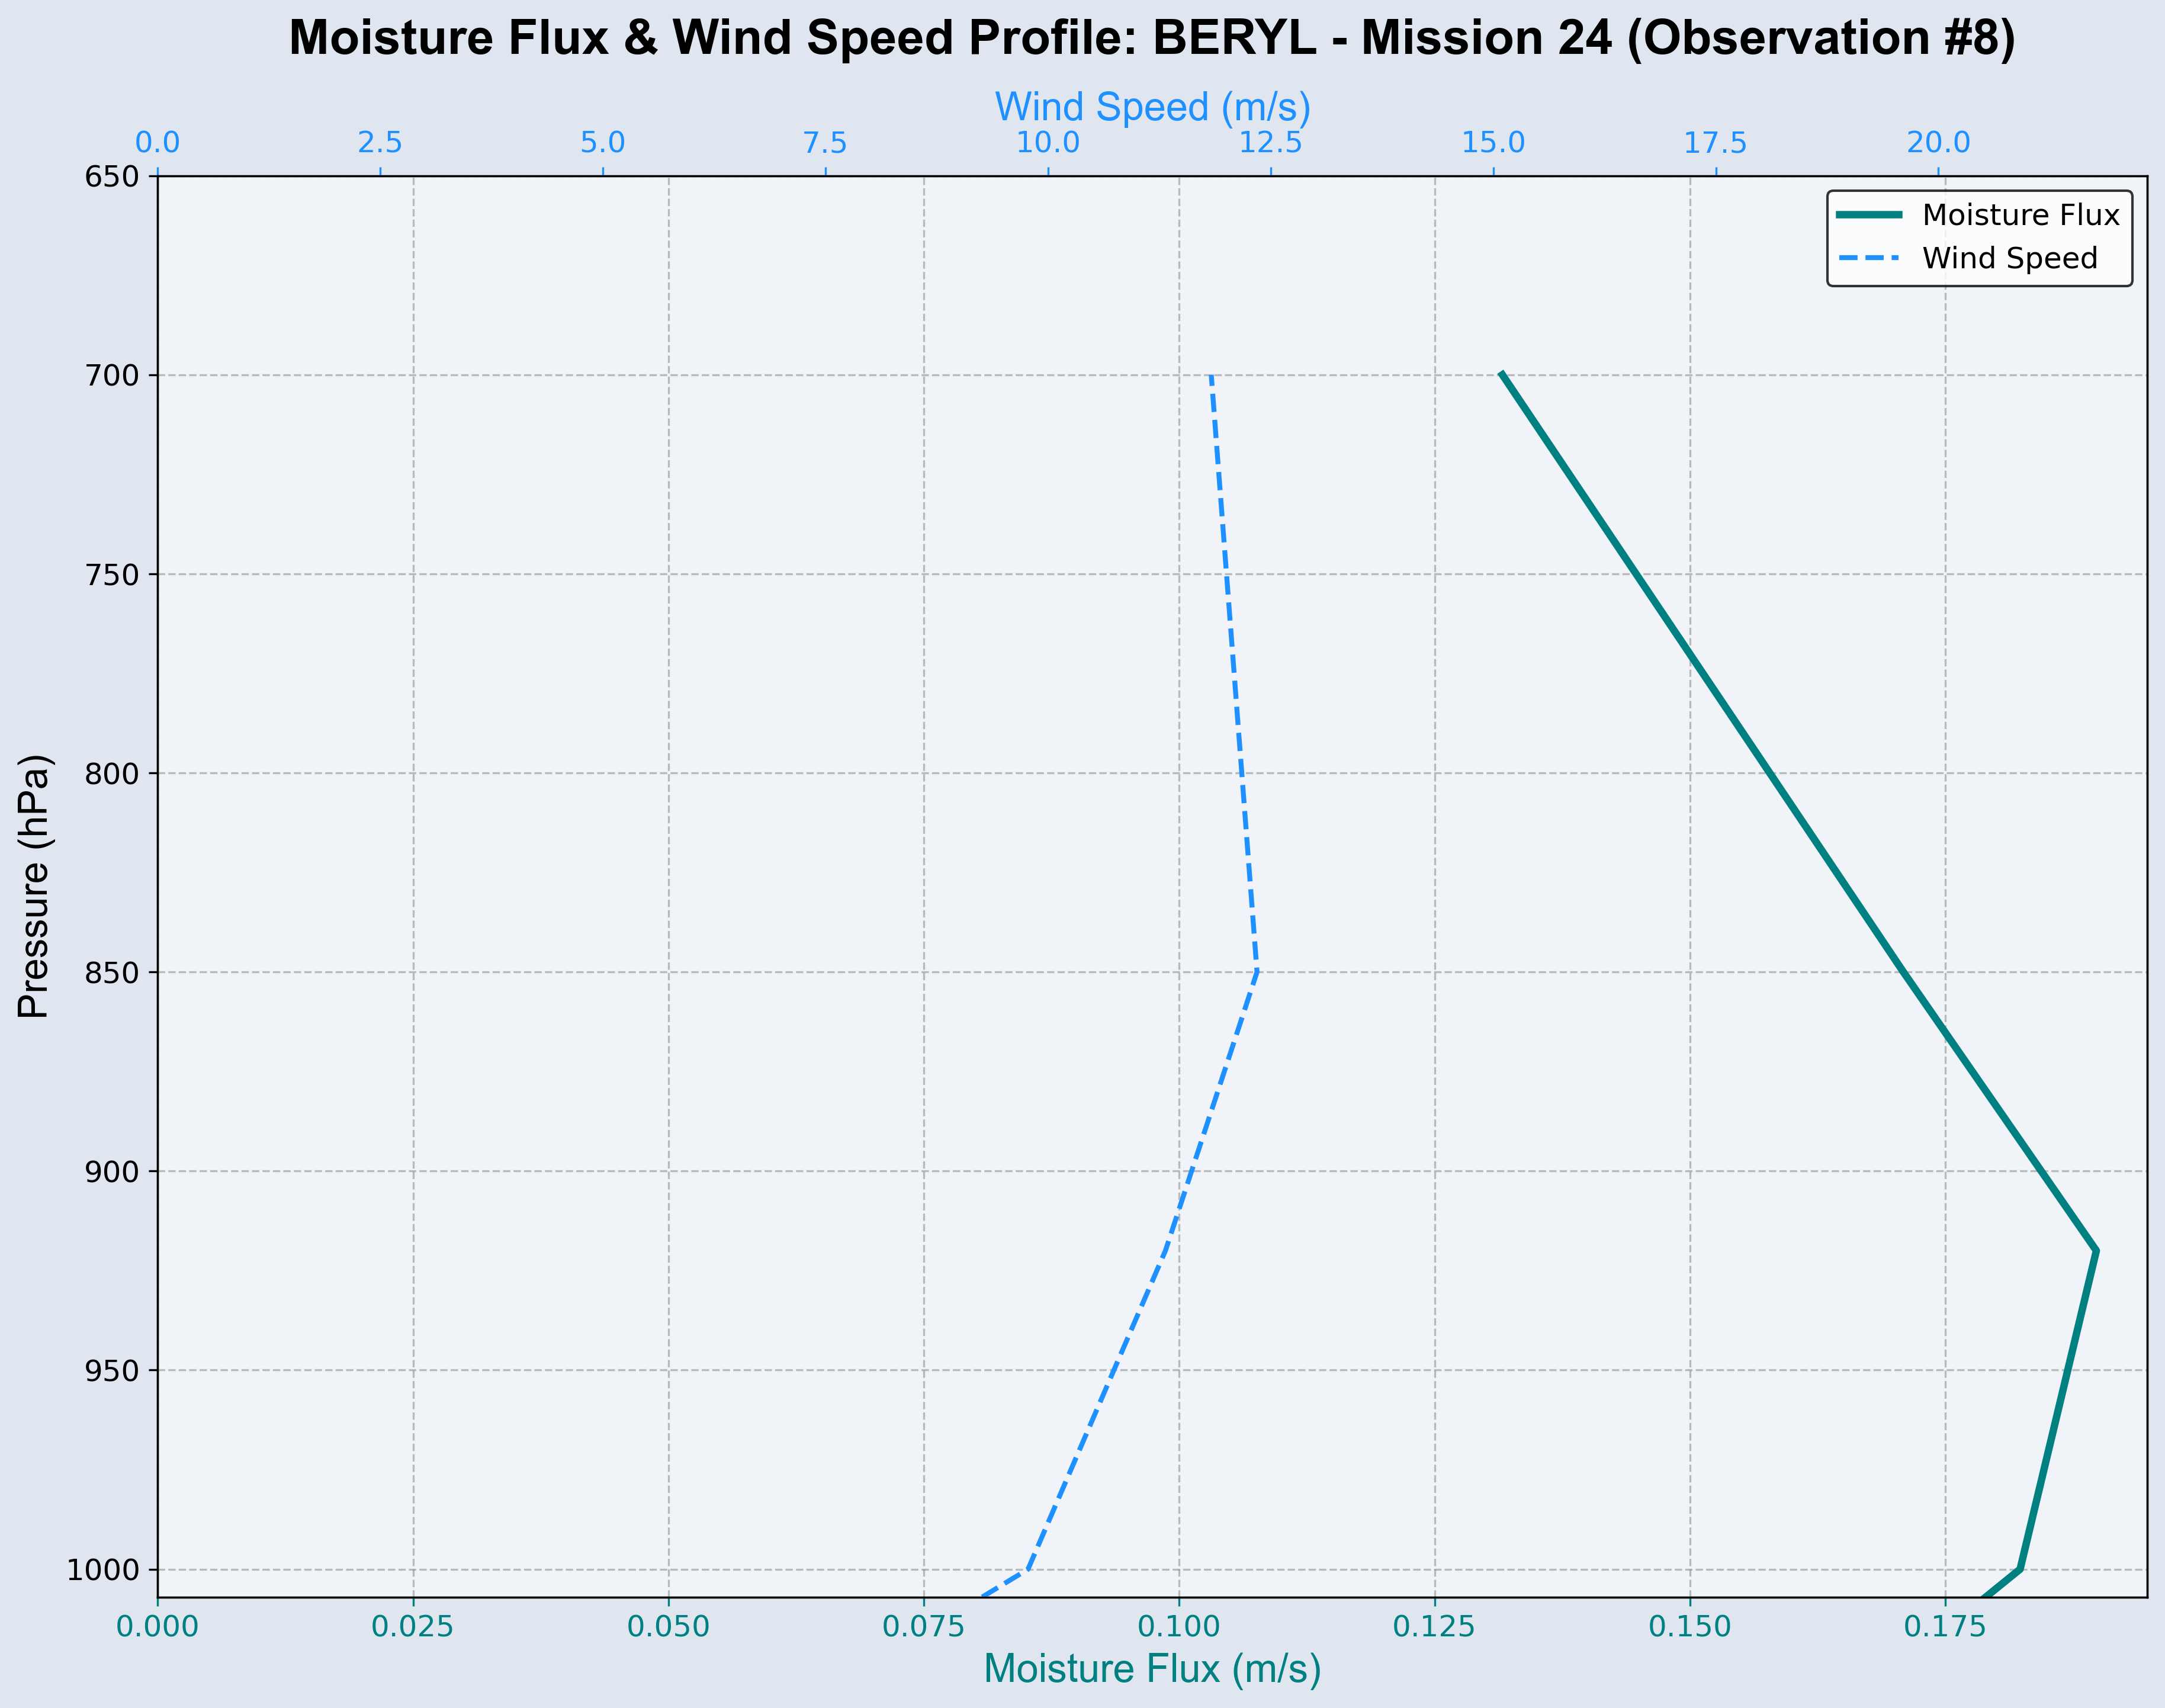 Moisture Flux & Wind Speed Profile: BERYL - Mission 24 (Observation #8)
Wind Speed (m/s)
0.0 2.5 5.0 7.5 10.0 12.5 15.0 17.5 20.0
Moisture Flux
Wind Speed
Pressure (hPa)
650
700
750
800
850
900
950
1000
0.000 0.025 0.050 0.075 0.100 0.125 0.150 0.175
Moisture Flux (m/s)